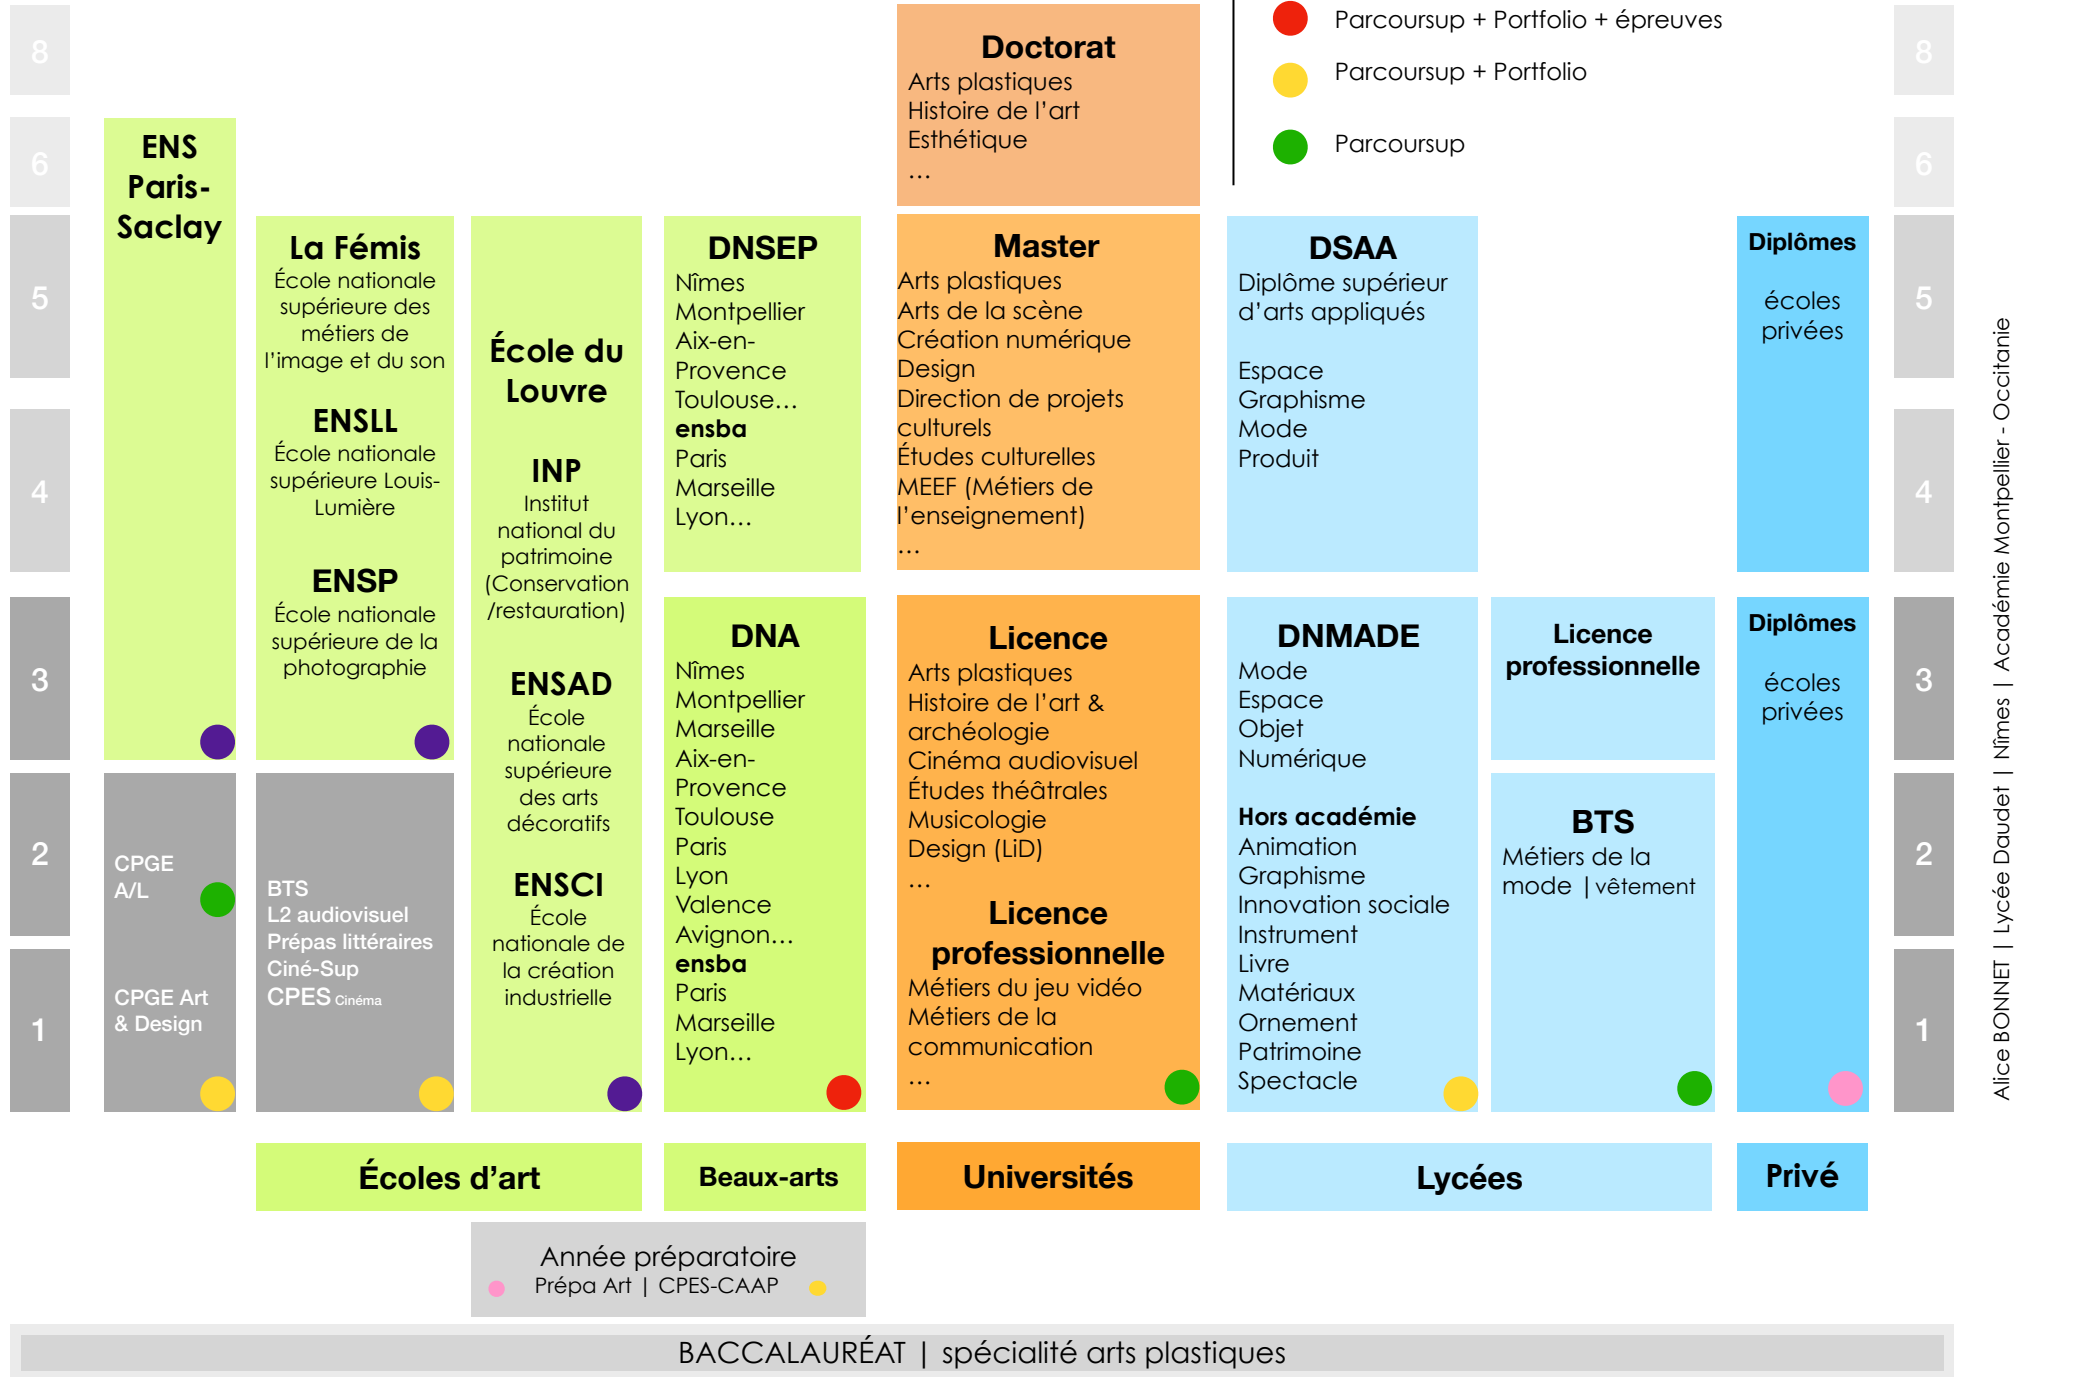 Parcoursup + Portfolio + épreuves
Parcoursup + Portfolio
Parcoursup
8
6
5
4
3
2
1
ENS
Paris-
Saclay
CPGE
A/L
CPGE Art
& Design
La Fémis
École nationale
supérieure des
métiers de
l'image et du son
ENSLL
École nationale
supérieure Louis-
Lumière
ENSP
École nationale
supérieure de la
photographie
BTS
L2 audiovisuel
Prépas littéraires
Ciné-Sup
CPES Cinéma
École du
Louvre
INP
Institut
national du
patrimoine
(Conservation
/restauration)
ENSAD
École
nationale
supérieure
des arts
décoratifs
ENSCI
École
nationale de
la création
industrielle
DNSEP
Nîmes
Montpellier
Aix-en-
Provence
Toulouse…
ensba
Paris
Marseille
Lyon…
DNA
Nîmes
Montpellier
Marseille
Aix-en-
Provence
Toulouse
Paris
Lyon
Valence
Avignon…
ensba
Paris
Marseille
Lyon…
Doctorat
Arts plastiques
Histoire de l'art
Esthétique
…
Master
Arts plastiques
Arts de la scène
Création numérique
Design
Direction de projets
culturels
Études culturelles
MEEF (Métiers de
l'enseignement)
…
Licence
Arts plastiques
Histoire de l'art &
archéologie
Cinéma audiovisuel
Études théâtrales
Musicologie
Design (LiD)
…
Licence
professionnelle
Métiers du jeu vidéo
Métiers de la
communication
…
DSAA
Diplôme supérieur
d'arts appliqués
Espace
Graphisme
Mode
Produit
DNMADE
Mode
Espace
Objet
Numérique
Hors académie
Animation
Graphisme
Innovation sociale
Instrument
Livre
Matériaux
Ornement
Patrimoine
Spectacle
Licence
professionnelle
BTS
Métiers de la
mode | vêtement
Diplômes
écoles
privées
Diplômes
écoles
privées
8
6
5
4
3
2
1
Alice BONNET | Lycée Daudet | Nîmes | Académie Montpellier - Occitanie
Écoles d'art
Beaux-arts
Universités
Lycées
Privé
Année préparatoire
Prépa Art | CPES-CAAP
BACCALAURÉAT | spécialité arts plastiques